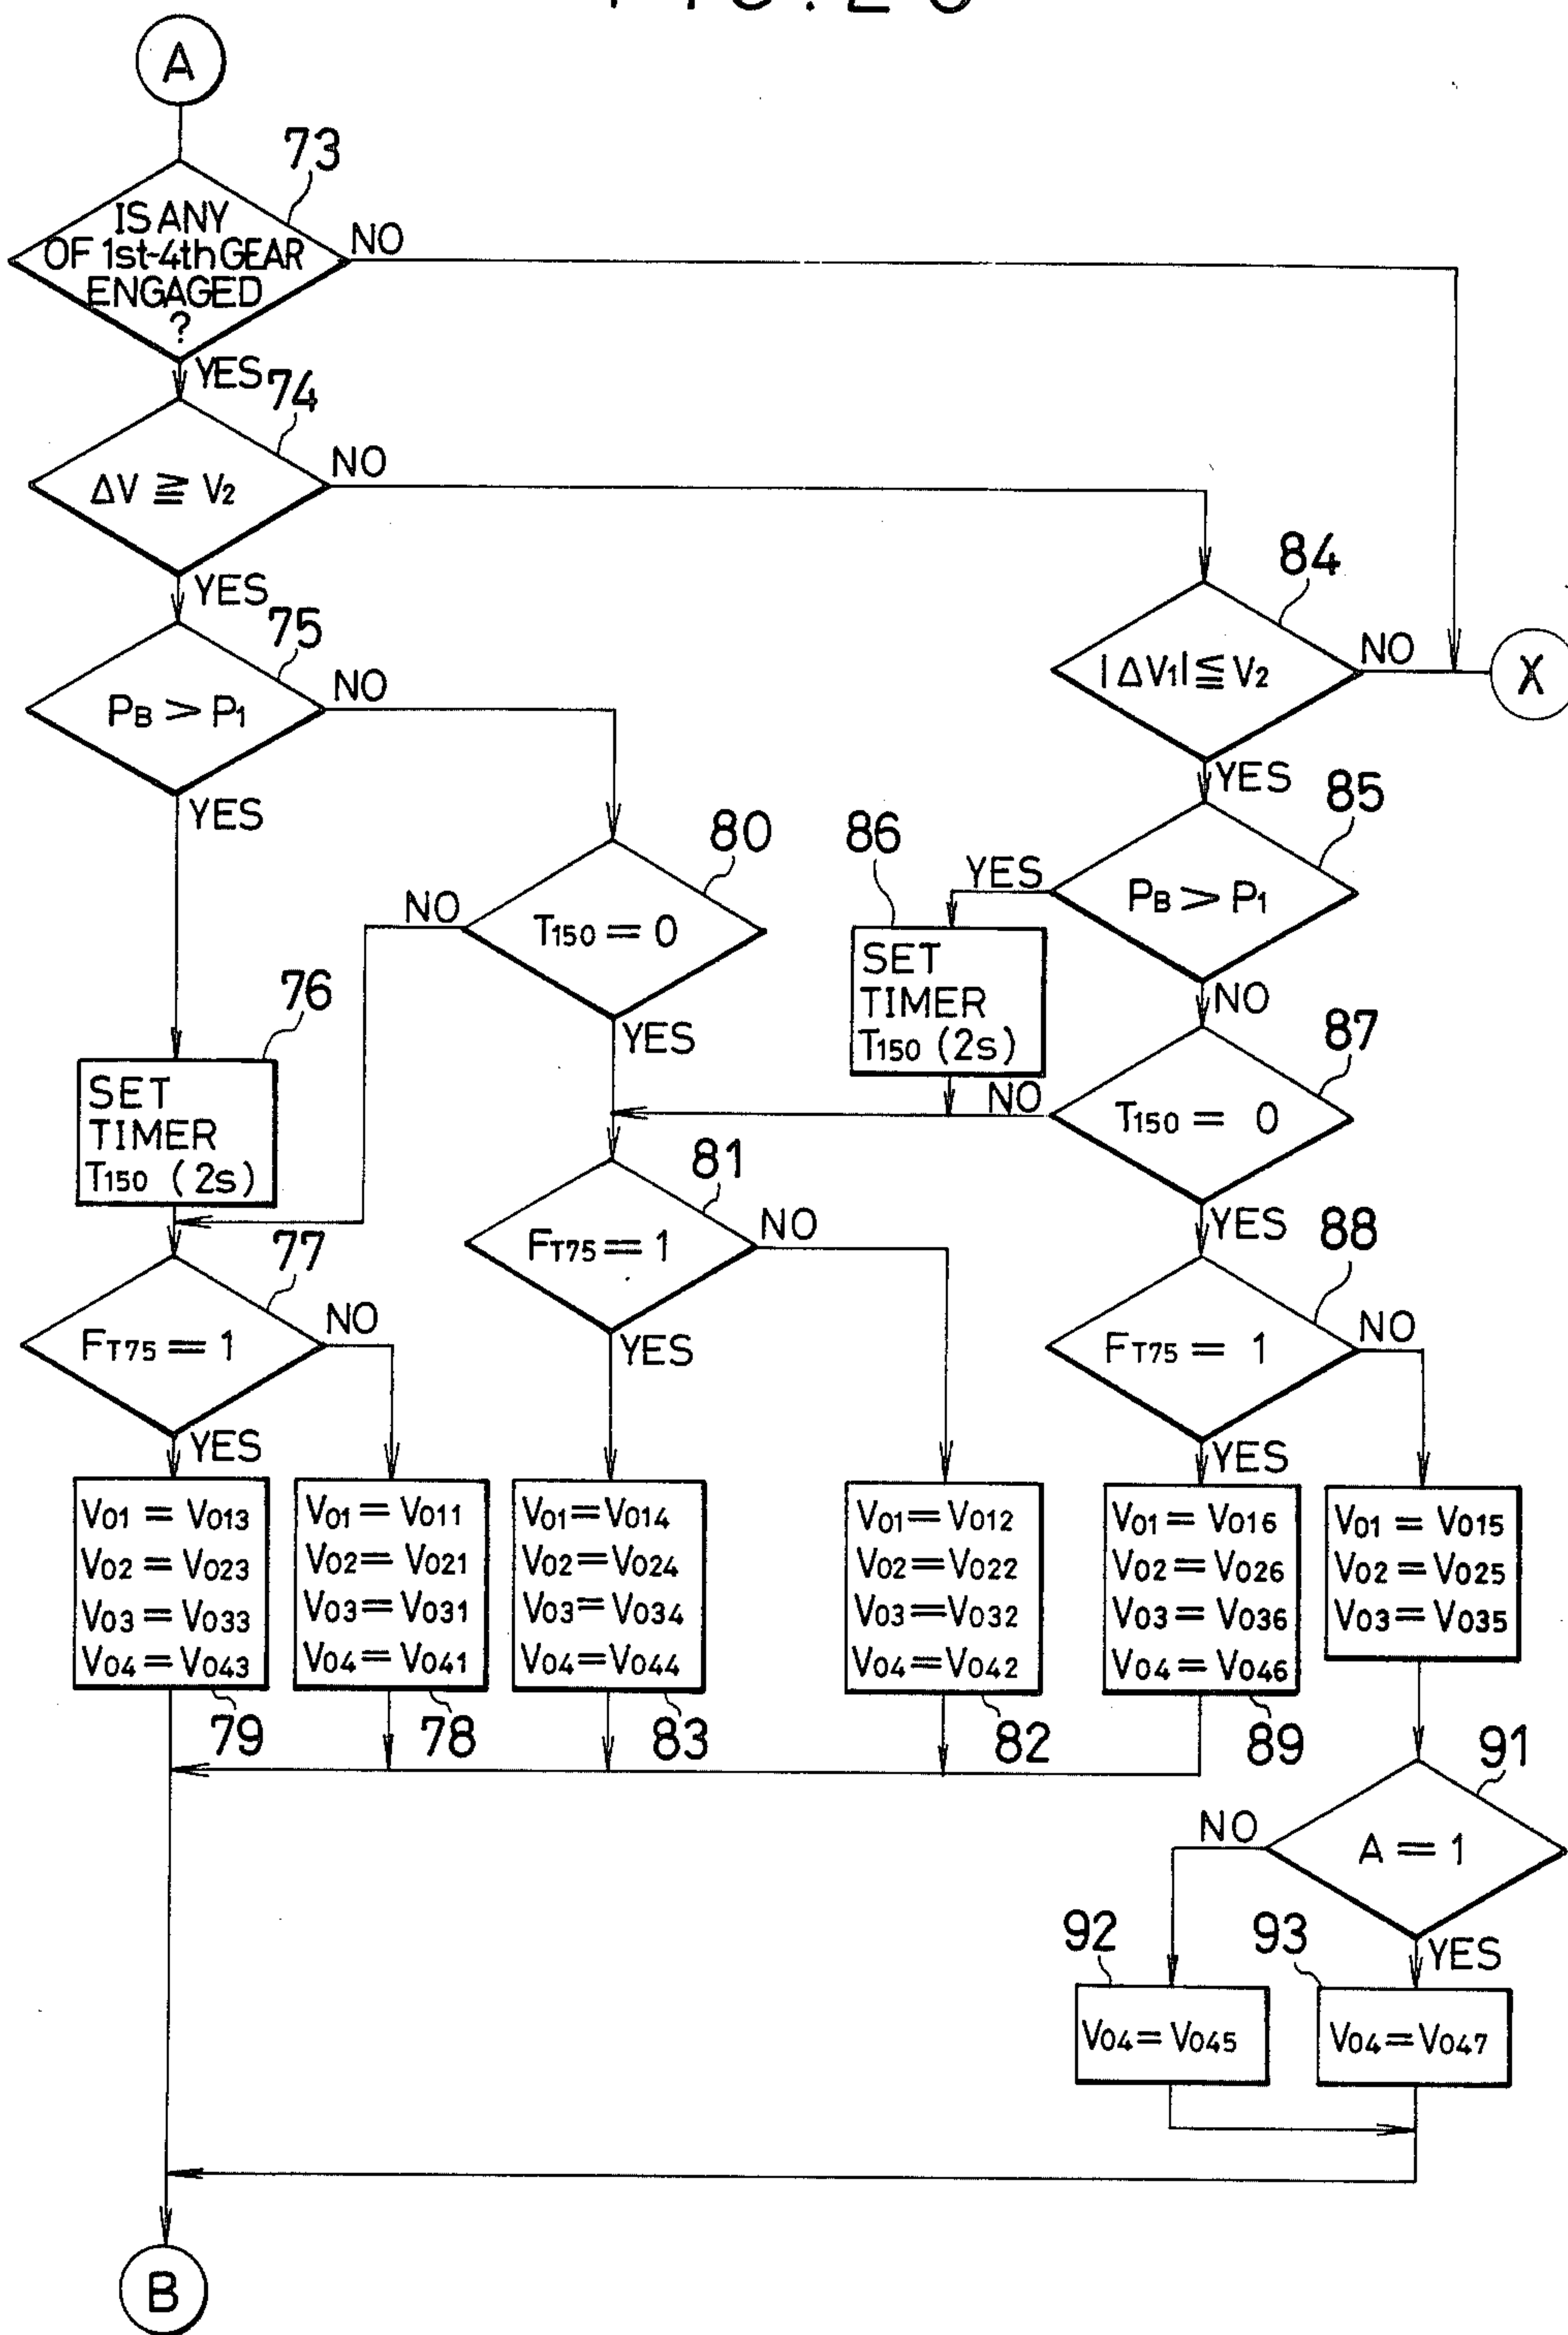 A
73
IS ANY
OF 1st-4th GEAR
ENGAGED
?
NO
YES
74
ΔV ≧ V2
NO
YES
75
PB > P1
NO
YES
84
|ΔV1| ≦ V2
NO
X
YES
80
T150 = 0
NO
YES
86
SET
TIMER
T150 (2s)
85
PB > P1
YES
NO
76
SET
TIMER
T150 (2s)
87
T150 = 0
NO
YES
77
FT75 = 1
NO
YES
81
FT75 = 1
NO
YES
88
FT75 = 1
NO
YES
V01 = V013
V02 = V023
V03 = V033
V04 = V043
79
V01 = V011
V02 = V021
V03 = V031
V04 = V041
78
V01 = V014
V02 = V024
V03 = V034
V04 = V044
83
V01 = V012
V02 = V022
V03 = V032
V04 = V042
82
V01 = V016
V02 = V026
V03 = V036
V04 = V046
89
V01 = V015
V02 = V025
V03 = V035
91
A = 1
NO
YES
92
V04 = V045
93
V04 = V047
B